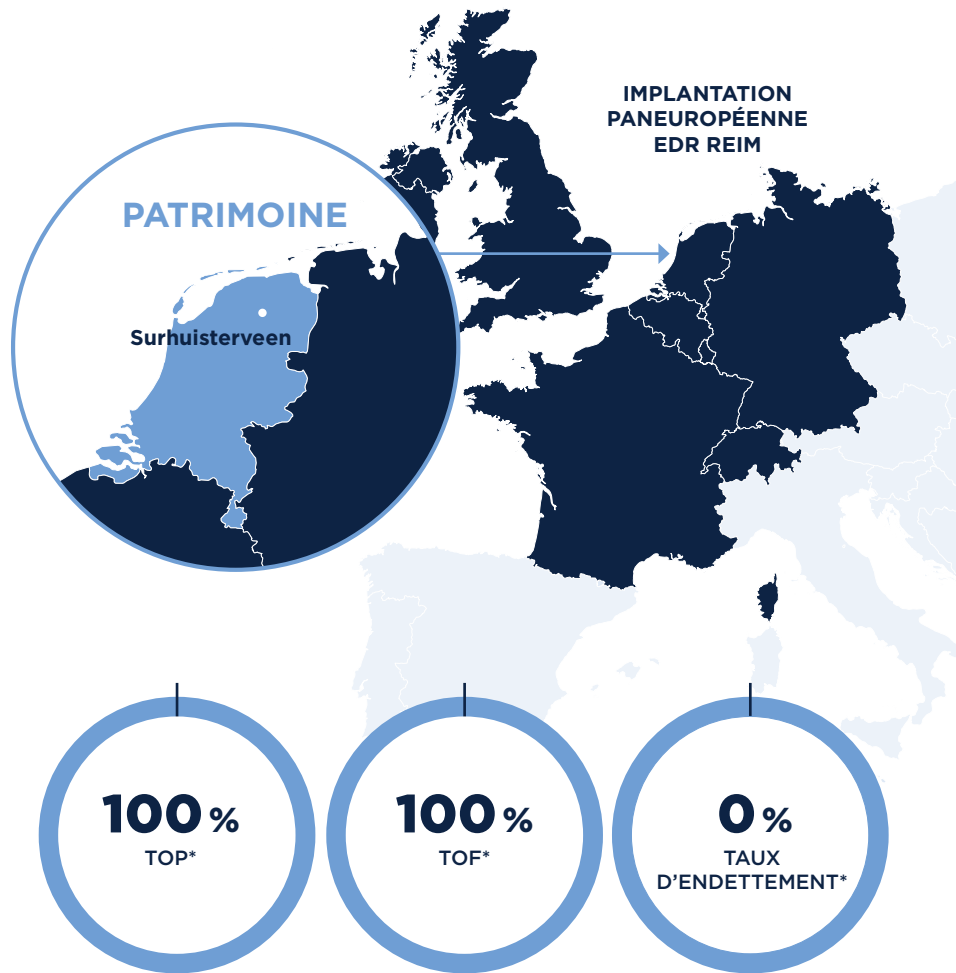 IMPLANTATION
PANEUROPÉENNE
EDR REIM
PATRIMOINE
Surhuisterveen
100 %
TOP*
100 %
TOF*
0 %
TAUX
D'ENDETTEMENT*